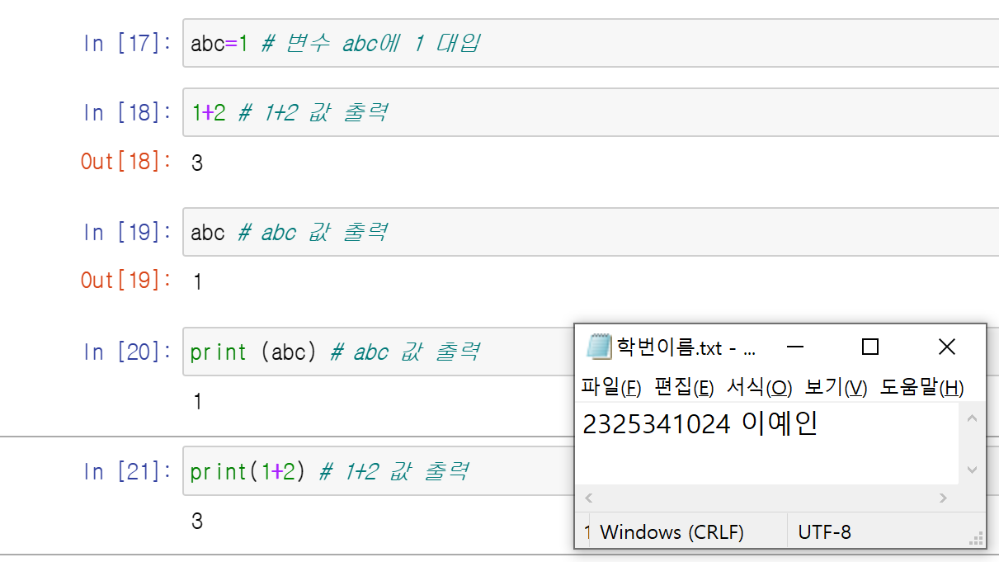 In [17]: abc=1 # 변수 abc에 1 대입
In [18]: 1+2 # 1+2 값 출력
Out[18]: 3
In [19]: abc # abc 값 출력
Out[19]: 1
In [20]: print (abc) # abc 값 출력
1
In [21]: print(1+2) # 1+2 값 출력
3
학번이름.txt - ...
파일(F) 편집(E) 서식(O) 보기(V) 도움말(H)
2325341024 이예인
1 Windows (CRLF) UTF-8